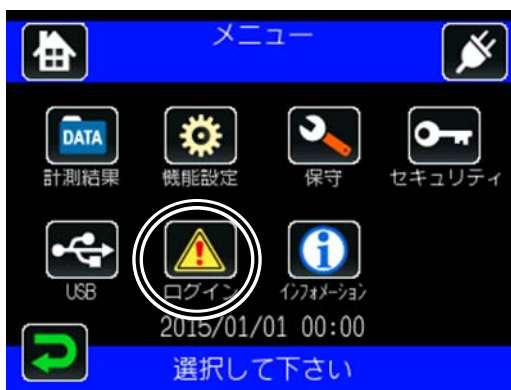 メニュー
DATA
計測結果
機能設定
保守
セキュリティ
USB
ログイン
インフォメーション
2015/01/01 00:00
選択して下さい